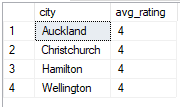 city avg_rating
1 Auckland 4
2 Christchurch 4
3 Hamilton 4
4 Wellington 4